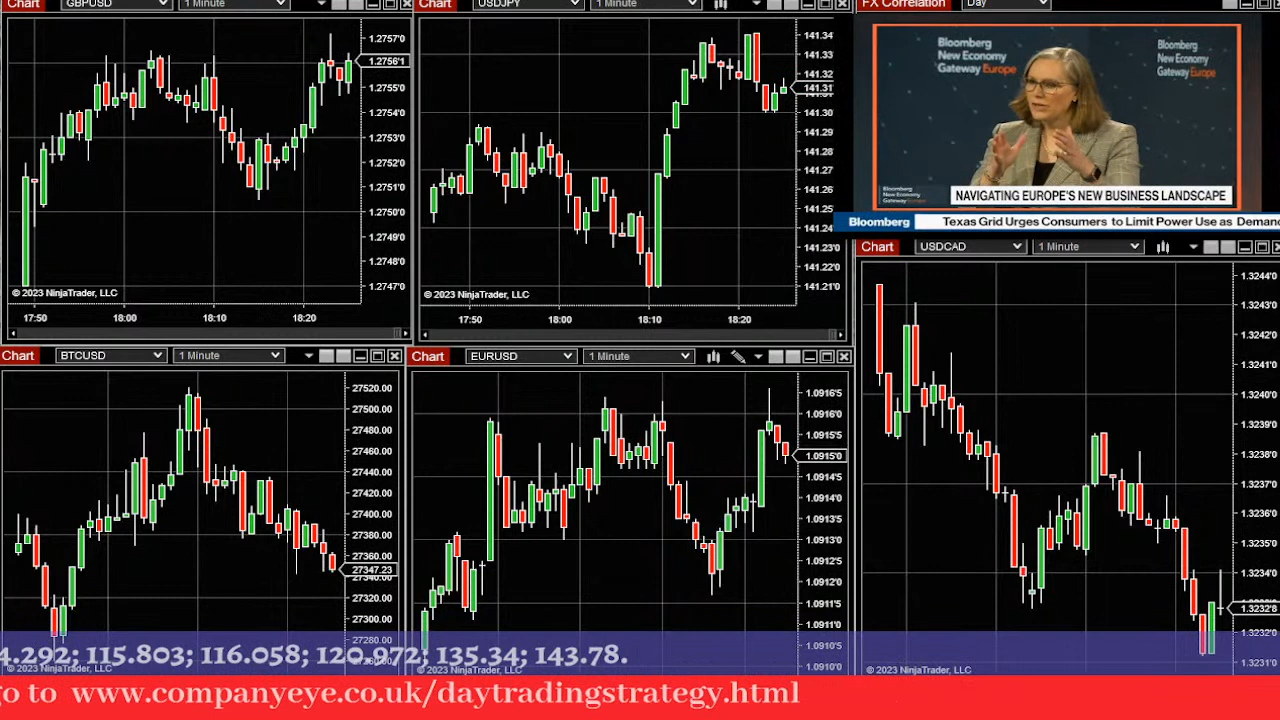 Chart GBPUSD 1 Minute
1.2757'0
1.2756'1
1.2755'0
1.2754'0
1.2753'0
1.2752'0
1.2751'0
1.2750'0
1.2749'0
1.2748'0
1.2747'0
© 2023 NinjaTrader, LLC
17:50 18:00 18:10 18:20
Chart USDJPY 1 Minute
141.34
141.33
141.32
141.31
141.30
141.29
141.28
141.27
141.26
141.25
141.24
141.23'0
141.22'0
141.21'0
© 2023 NinjaTrader, LLC
17:50 18:00 18:10 18:20
FX Correlation Day
Bloomberg
New Economy
Gateway Europe
Bloomberg
New Economy
Gateway Europe
Bloomberg
New Economy
Gateway Europe
NAVIGATING EUROPE'S NEW BUSINESS LANDSCAPE
Bloomberg Texas Grid Urges Consumers to Limit Power Use as Demand
Chart USDCAD 1 Minute
1.3244'0
1.3243'0
1.3242'0
1.3241'0
1.3240'0
1.3239'0
1.3238'0
1.3237'0
1.3236'0
1.3235'0
1.3234'0
1.3232'8
1.3232'0
1.3231'0
© 2023 NinjaTrader, LLC
Chart BTCUSD 1 Minute
27520.00
27500.00
27480.00
27460.00
27440.00
27420.00
27400.00
27380.00
27360.00
27347.23
27340.00
27320.00
27300.00
27280.00
© 2023 NinjaTrader, LLC
Chart EURUSD 1 Minute
1.0916'5
1.0916'0
1.0915'5
1.0915'0
1.0914'5
1.0914'0
1.0913'5
1.0913'0
1.0912'5
1.0912'0
1.0911'5
1.0911'0
1.0910'5
1.0910'0
© 2023 NinjaTrader, LLC
4.292; 115.803; 116.058; 120.972; 135.34; 143.78.
go to www.companyeye.co.uk/daytradingstrategy.html